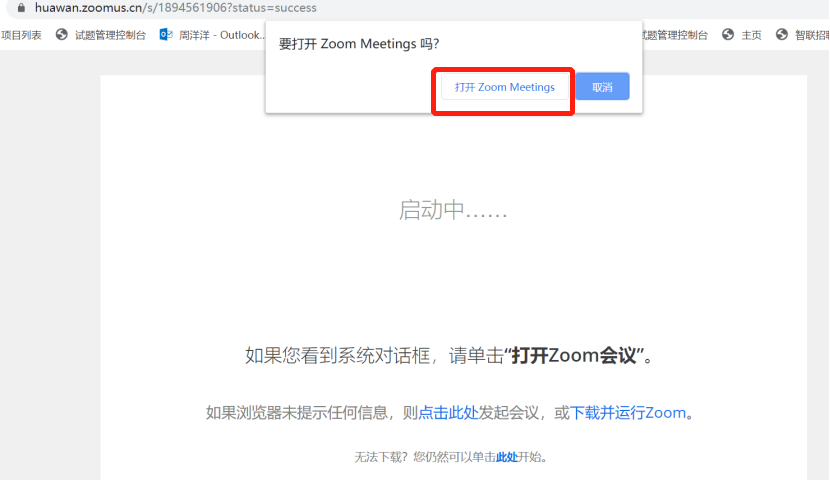 huawan.zoomus.cn/s/1894561906?status=success
项目列表 试题管理控制台 周洋洋 - Outlook... 试题管理控制台 主页 智联招聘
要打开 Zoom Meetings 吗?
打开 Zoom Meetings 取消
启动中......
如果您看到系统对话框，请单击“打开Zoom会议”。
如果浏览器未提示任何信息，则点击此处发起会议，或下载并运行Zoom。
无法下载？您仍然可以单击此处开始。